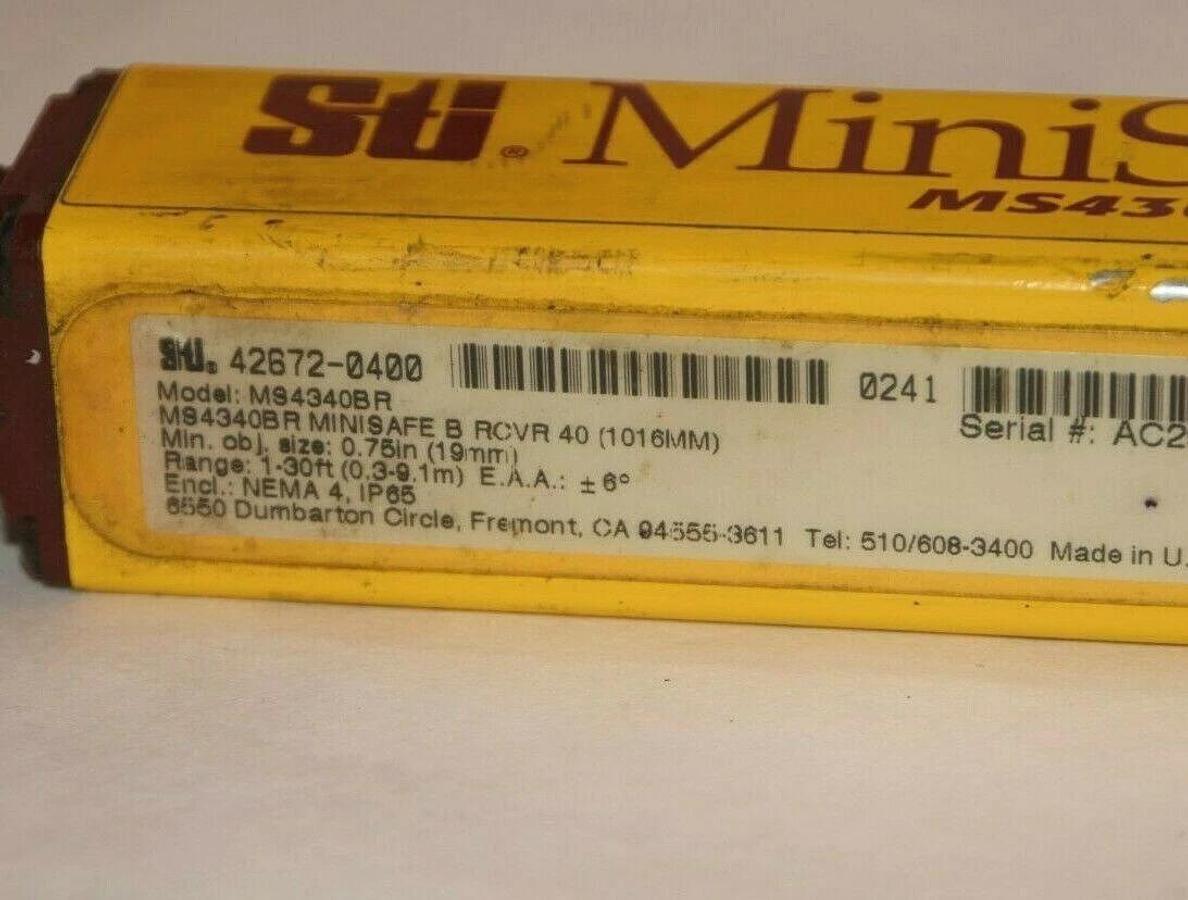 Sti® MiniS
MS43
Sti® 42672-0400 0241
Model: MS4340BR
MS4340BR MINISAFE B RCVR 40 (1016MM)
Serial #: AC2
Min. obj. size: 0.75in (19mm)
Range: 1-30ft (0.3-9.1m) E.A.A.: ± 6°
Encl.: NEMA 4, IP65
6550 Dumbarton Circle, Fremont, CA 94555-3611 Tel: 510/608-3400 Made in U.